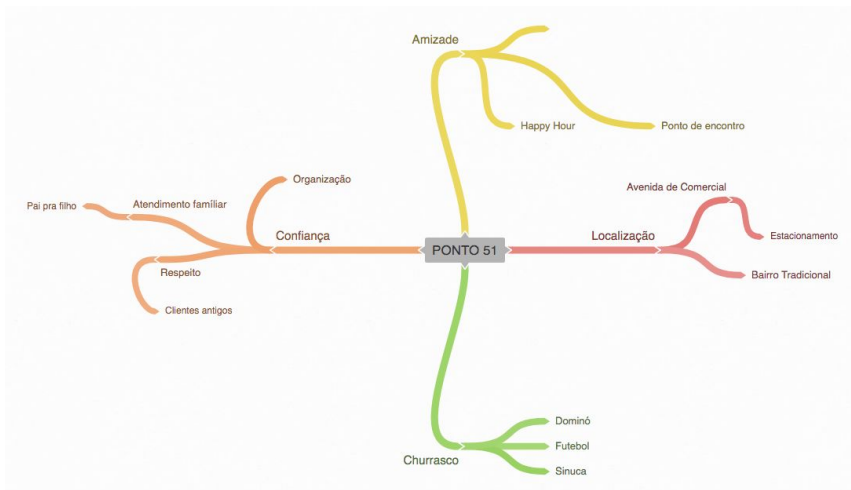 Amizade
Happy Hour
Ponto de encontro
Organização
Pai pra filho
Atendimento famíliar
Confiança
Respeito
Clientes antigos
PONTO 51
Avenida de Comercial
Localização
Estacionamento
Bairro Tradicional
Churrasco
Dominó
Futebol
Sinuca